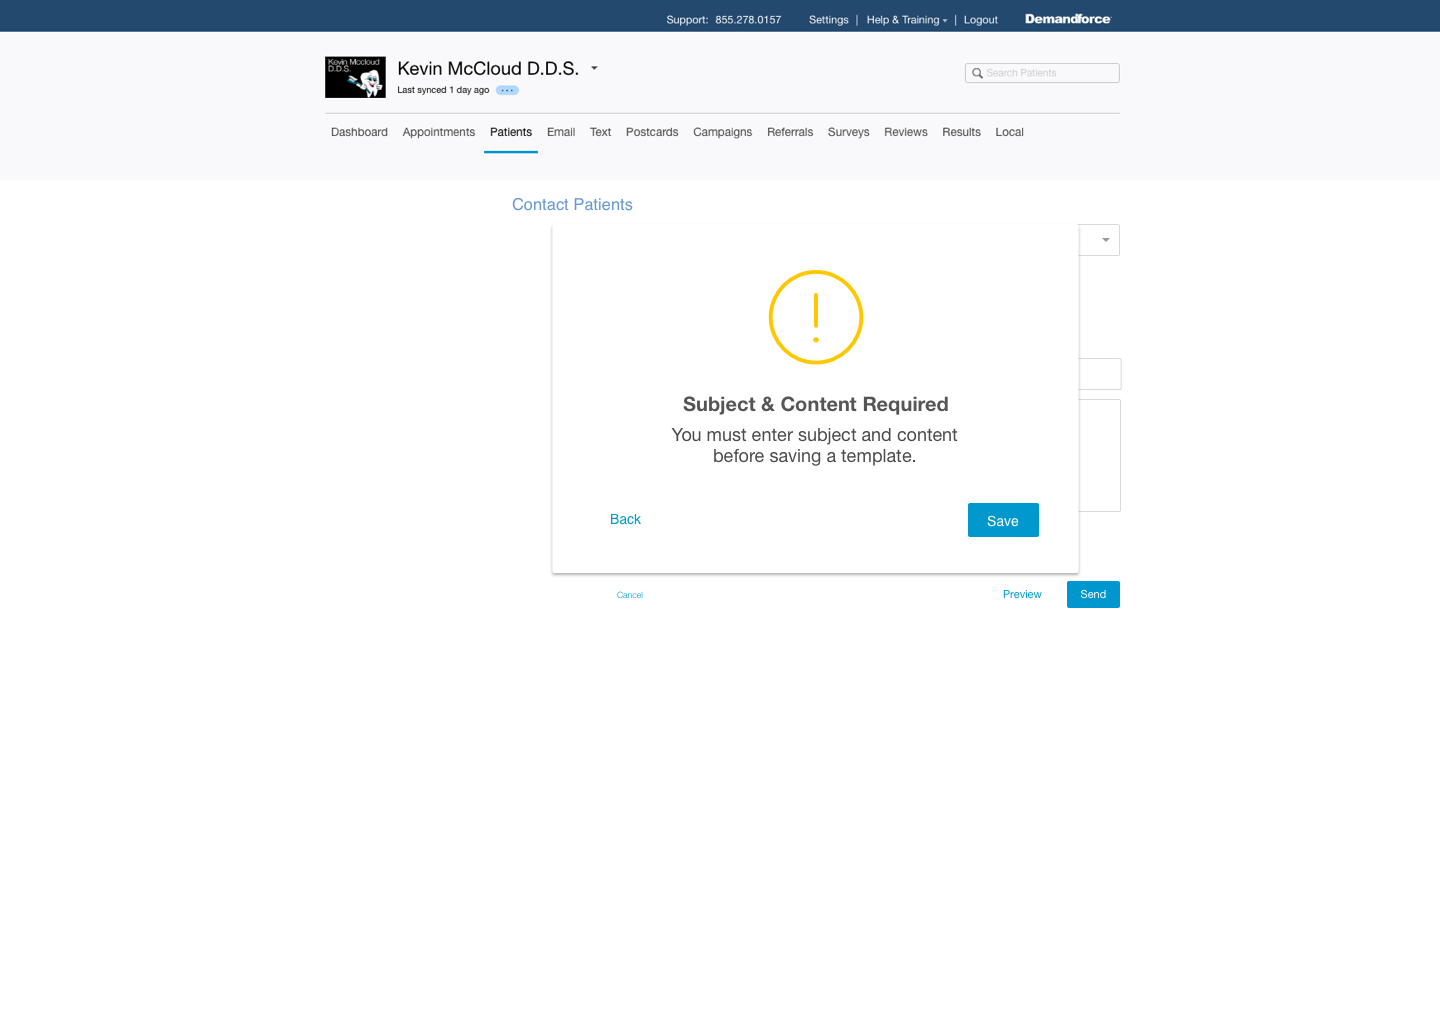 Support: 855.278.0157 Settings | Help & Training | Logout Demandforce
Kevin Mccloud
D.D.S.
Kevin McCloud D.D.S.
Last synced 1 day ago
Search Patients
Dashboard Appointments Patients Email Text Postcards Campaigns Referrals Surveys Reviews Results Local
Contact Patients
Subject & Content Required
You must enter subject and content
before saving a template.
Back Save
Cancel Preview Send